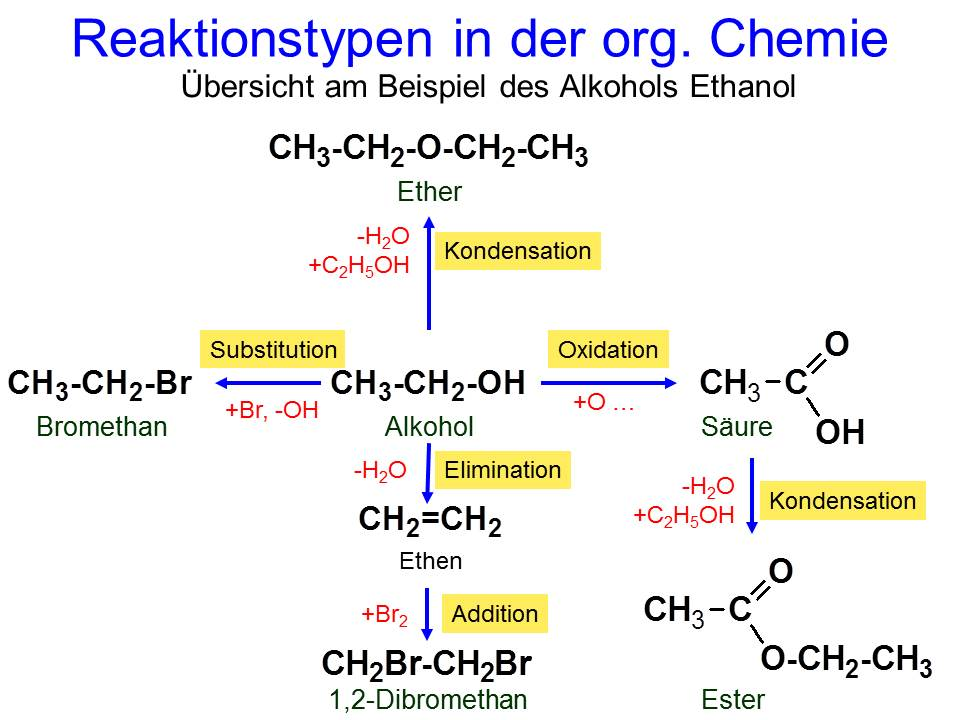 Reaktionstypen in der org. Chemie
Übersicht am Beispiel des Alkohols Ethanol
CH₃-CH₂-O-CH₂-CH₃
Ether
-H₂O
+C₂H₅OH
Kondensation
Substitution
Oxidation
CH₃-CH₂-Br
+Br, -OH
Bromethan
CH₃-CH₂-OH
Alkohol
+O …
O
CH₃ – C
OH
Säure
-H₂O
Elimination
-H₂O
+C₂H₅OH
Kondensation
CH₂=CH₂
Ethen
+Br₂
Addition
CH₂Br-CH₂Br
1,2-Dibromethan
O
CH₃ – C
O-CH₂-CH₃
Ester